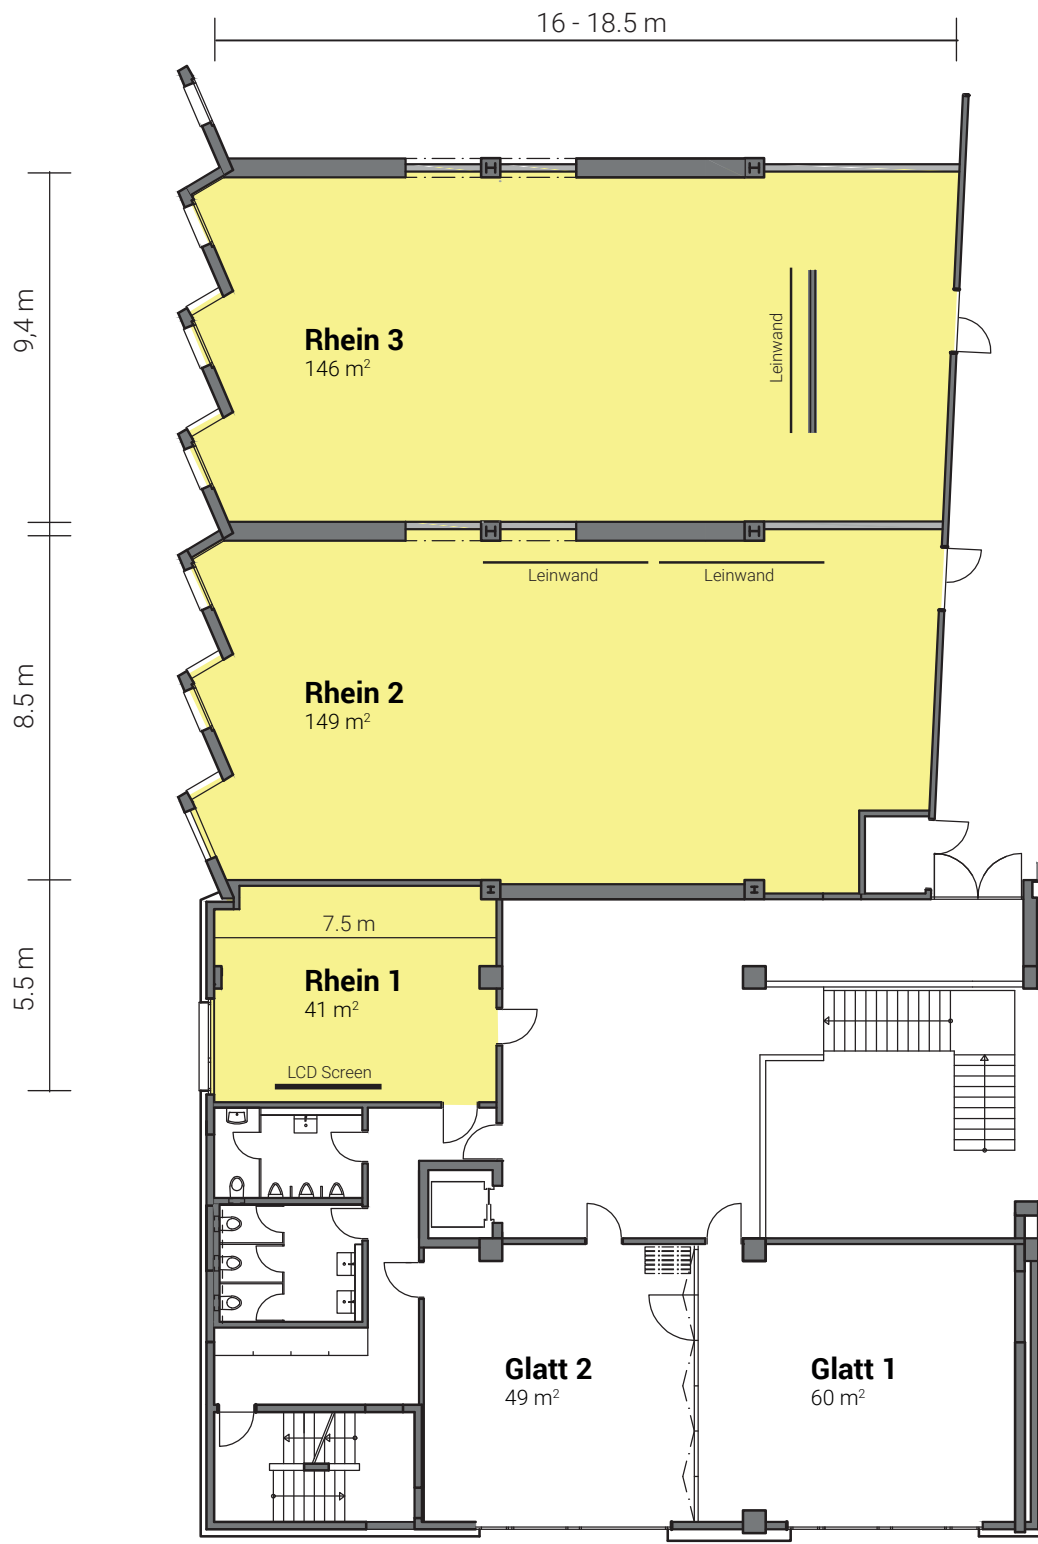 16 - 18.5 m
9,4 m
Rhein 3
146 m²
Leinwand
Leinwand
Leinwand
8.5 m
Rhein 2
149 m²
7.5 m
5.5 m
Rhein 1
41 m²
LCD Screen
Glatt 2
49 m²
Glatt 1
60 m²